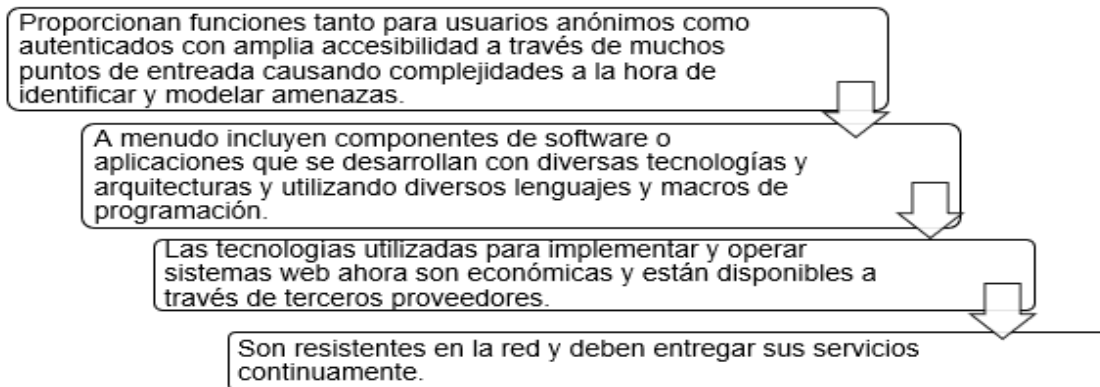 Proporcionan funciones tanto para usuarios anónimos como
autenticados con amplia accesibilidad a través de muchos
puntos de entreada causando complejidades a la hora de
identificar y modelar amenazas.
A menudo incluyen componentes de software o
aplicaciones que se desarrollan con diversas tecnologías y
arquitecturas y utilizando diversos lenguajes y macros de
programación.
Las tecnologías utilizadas para implementar y operar
sistemas web ahora son económicas y están disponibles a
través de terceros proveedores.
Son resistentes en la red y deben entregar sus servicios
continuamente.